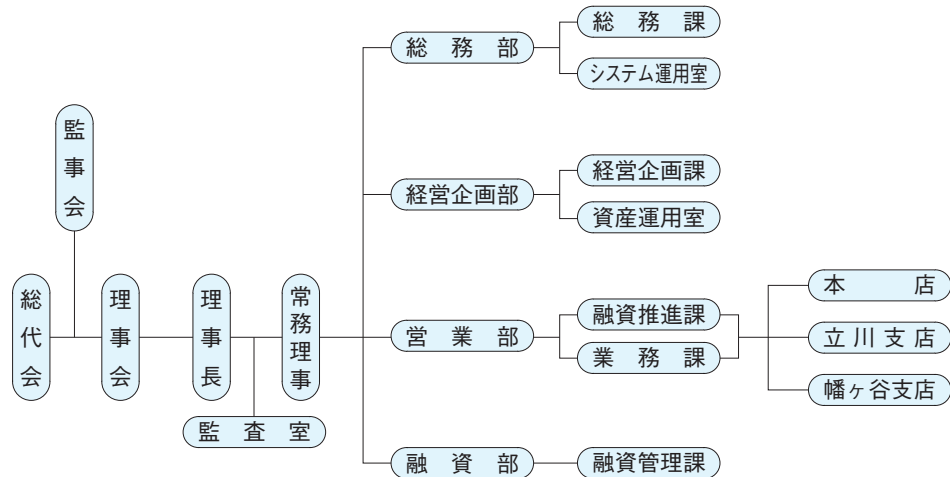 総代会
監事会
理事会
理事長
監査室
常務理事
総務部
総務課
システム運用室
経営企画部
経営企画課
資産運用室
営業部
融資推進課
業務課
本店
立川支店
幡ヶ谷支店
融資部
融資管理課